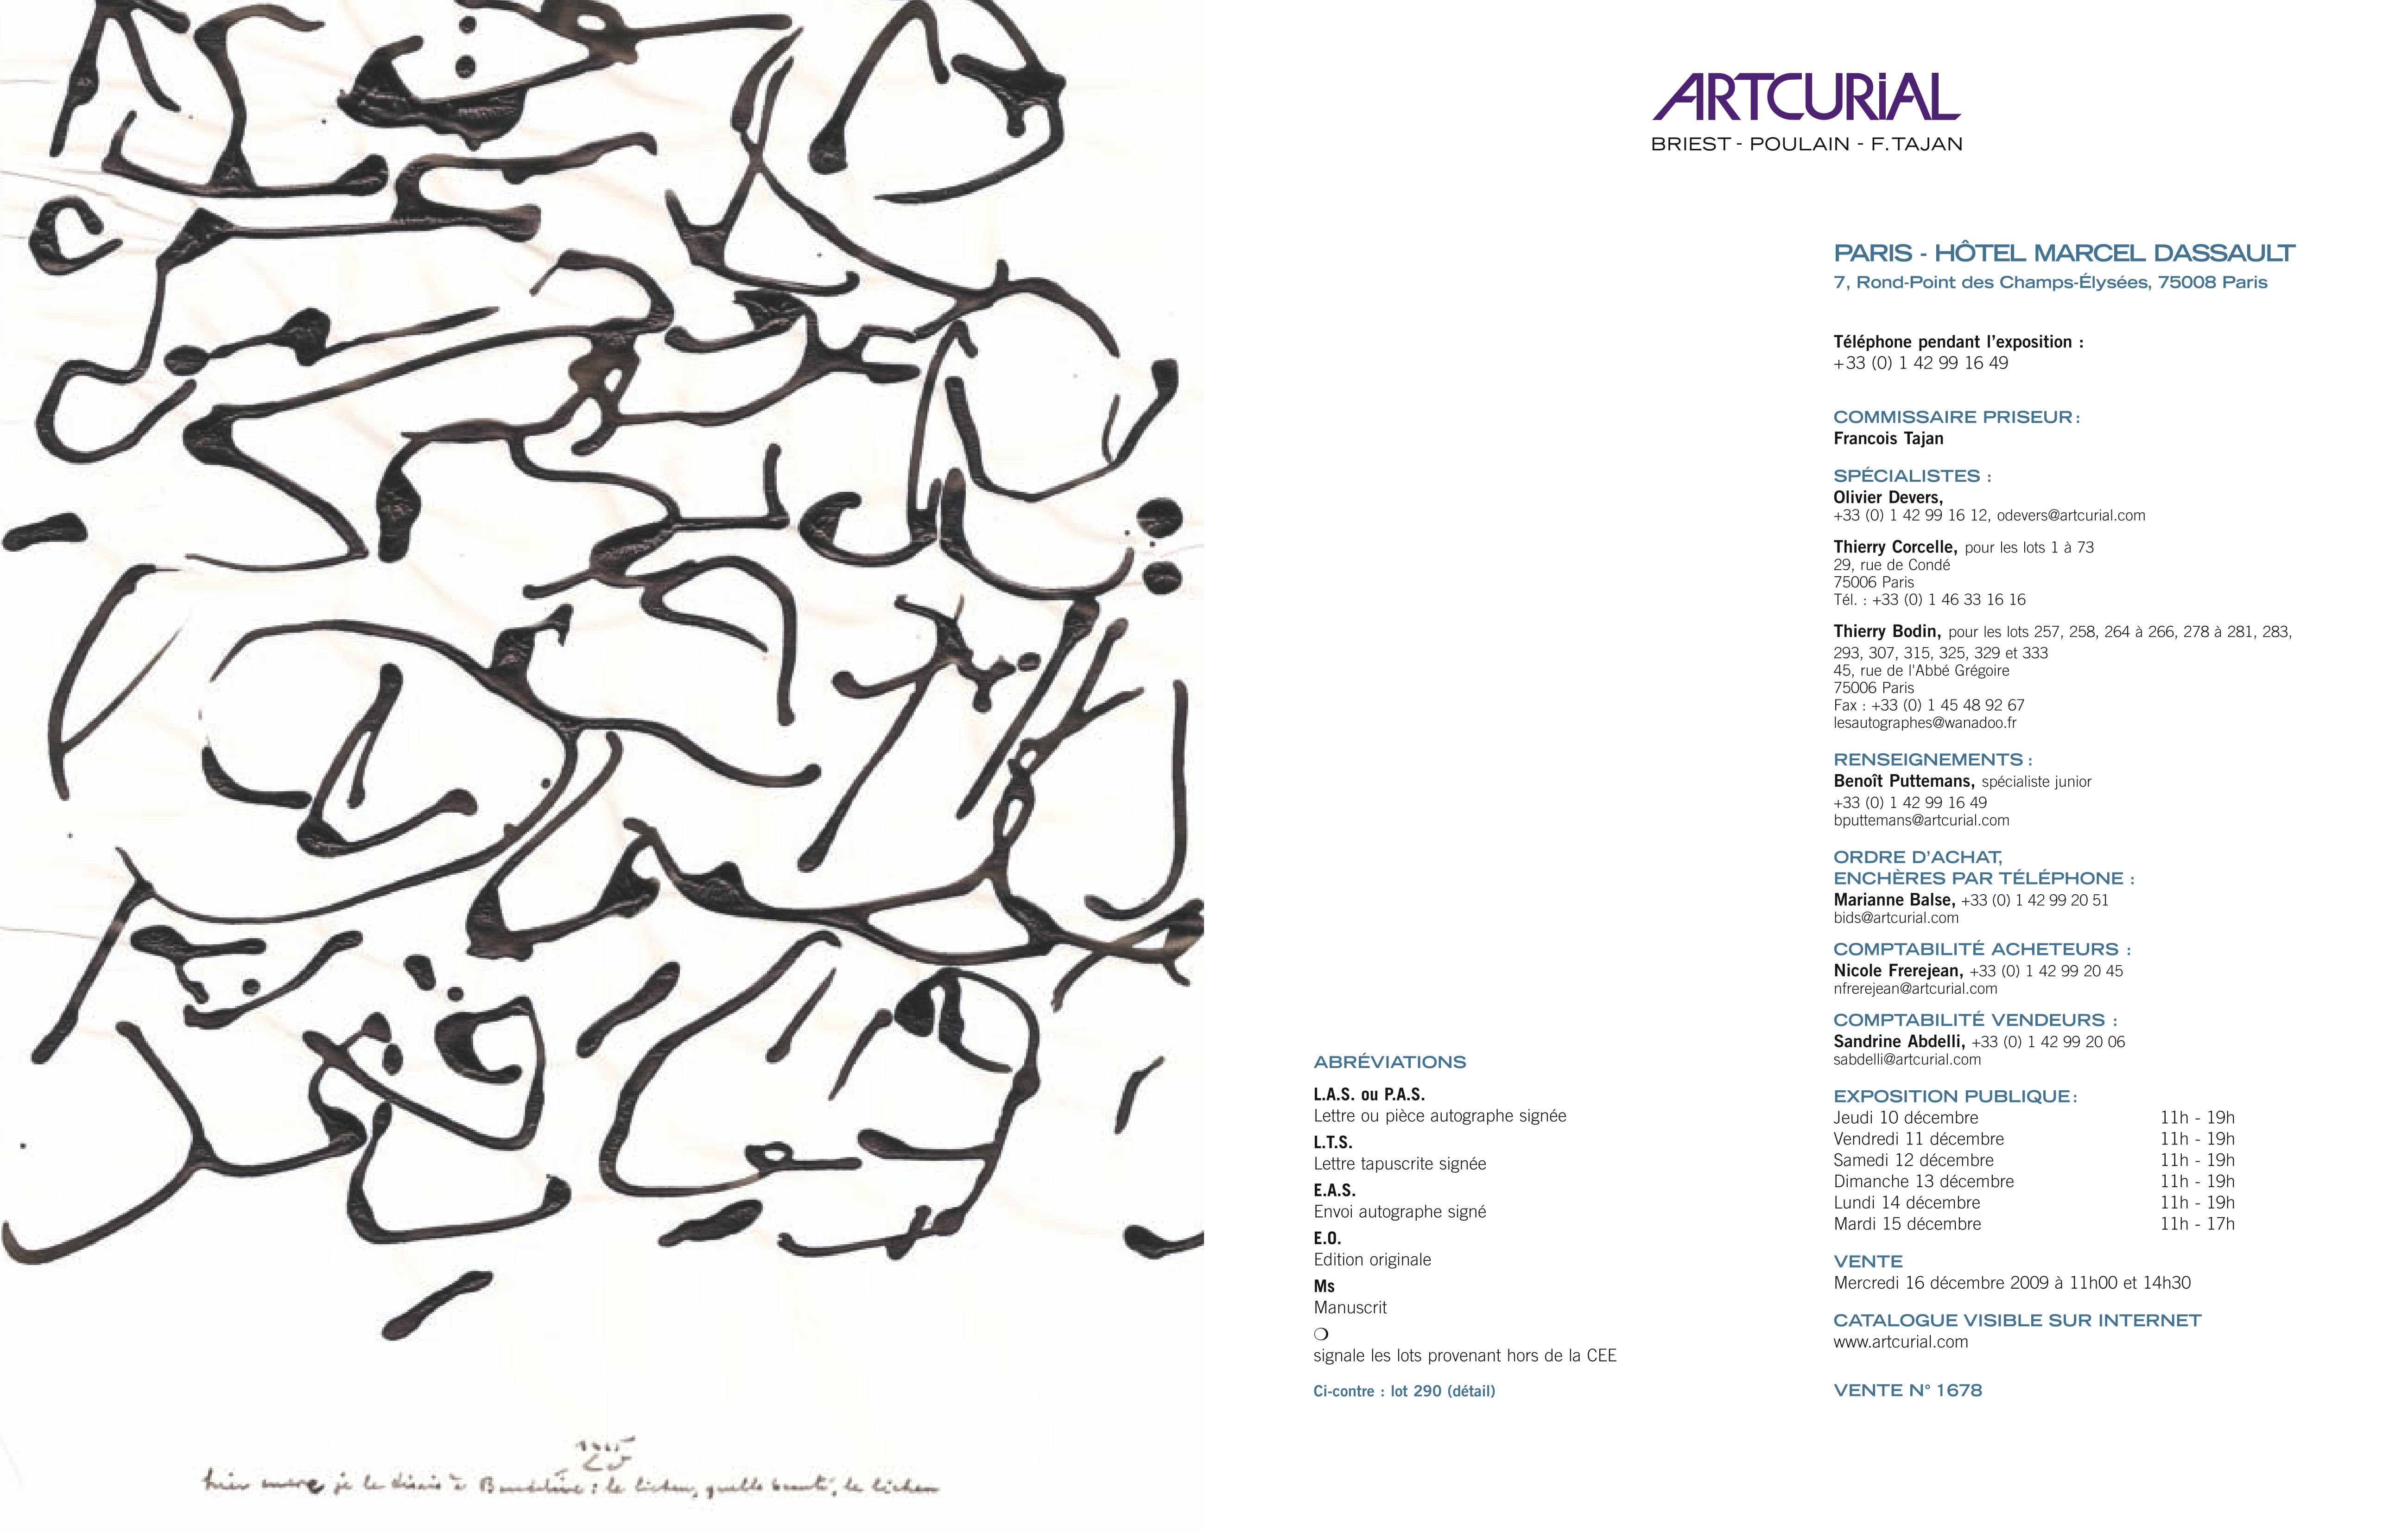 hier encore je le disais à Baudelaire : le lichen, quelle beauté, le lichen
ARTCURiAL
BRIEST - POULAIN - F. TAJAN
PARIS - HÔTEL MARCEL DASSAULT
7, Rond-Point des Champs-Élysées, 75008 Paris
Téléphone pendant l'exposition :
+33 (0) 1 42 99 16 49
COMMISSAIRE PRISEUR :
Francois Tajan
SPÉCIALISTES :
Olivier Devers,
+33 (0) 1 42 99 16 12, odevers@artcurial.com
Thierry Corcelle, pour les lots 1 à 73
29, rue de Condé
75006 Paris
Tél. : +33 (0) 1 46 33 16 16
Thierry Bodin, pour les lots 257, 258, 264 à 266, 278 à 281, 283,
293, 307, 315, 325, 329 et 333
45, rue de l'Abbé Grégoire
75006 Paris
Fax : +33 (0) 1 45 48 92 67
lesautographes@wanadoo.fr
RENSEIGNEMENTS :
Benoît Puttemans, spécialiste junior
+33 (0) 1 42 99 16 49
bputtemans@artcurial.com
ORDRE D'ACHAT,
ENCHÈRES PAR TÉLÉPHONE :
Marianne Balse, +33 (0) 1 42 99 20 51
bids@artcurial.com
COMPTABILITÉ ACHETEURS :
Nicole Frerejean, +33 (0) 1 42 99 20 45
nfrerejean@artcurial.com
COMPTABILITÉ VENDEURS :
Sandrine Abdelli, +33 (0) 1 42 99 20 06
sabdelli@artcurial.com
EXPOSITION PUBLIQUE :
Jeudi 10 décembre 11h - 19h
Vendredi 11 décembre 11h - 19h
Samedi 12 décembre 11h - 19h
Dimanche 13 décembre 11h - 19h
Lundi 14 décembre 11h - 19h
Mardi 15 décembre 11h - 17h
VENTE
Mercredi 16 décembre 2009 à 11h00 et 14h30
CATALOGUE VISIBLE SUR INTERNET
www.artcurial.com
VENTE N° 1678
ABRÉVIATIONS
L.A.S. ou P.A.S.
Lettre ou pièce autographe signée
L.T.S.
Lettre tapuscrite signée
E.A.S.
Envoi autographe signé
E.O.
Edition originale
Ms
Manuscrit
❍
signale les lots provenant hors de la CEE
Ci-contre : lot 290 (détail)